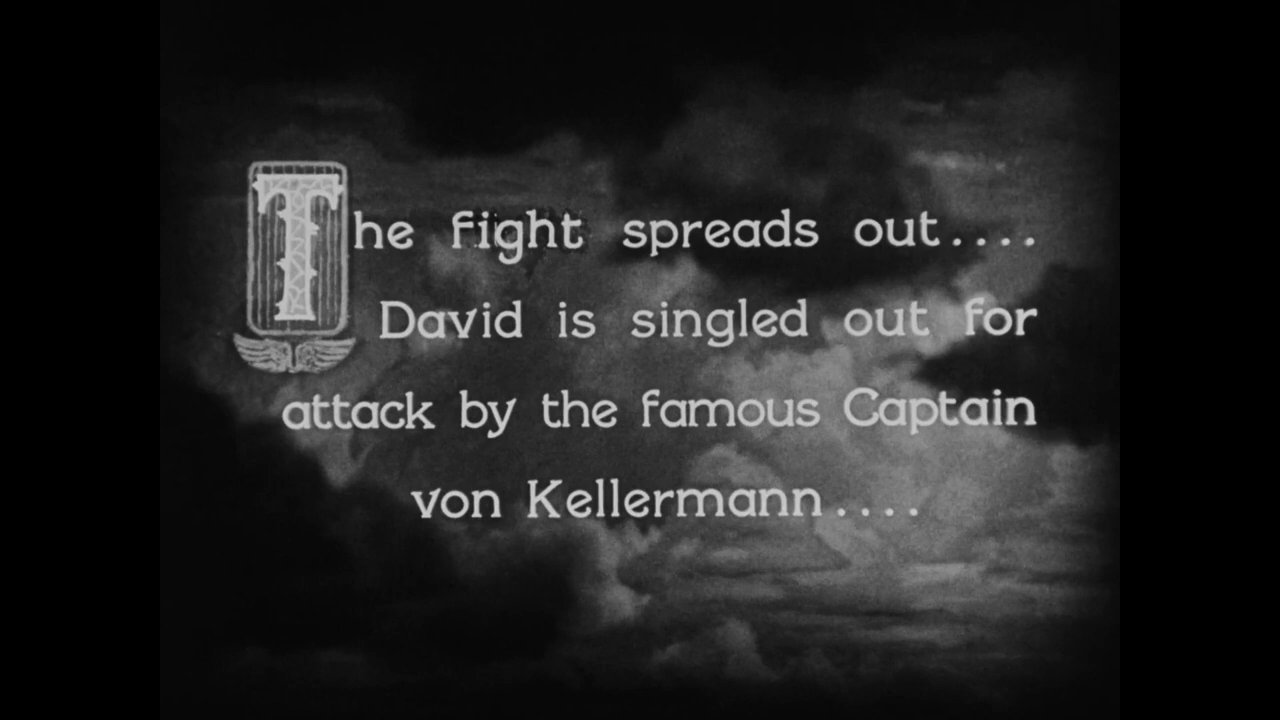 The fight spreads out....
David is singled out for
attack by the famous Captain
von Kellermann....